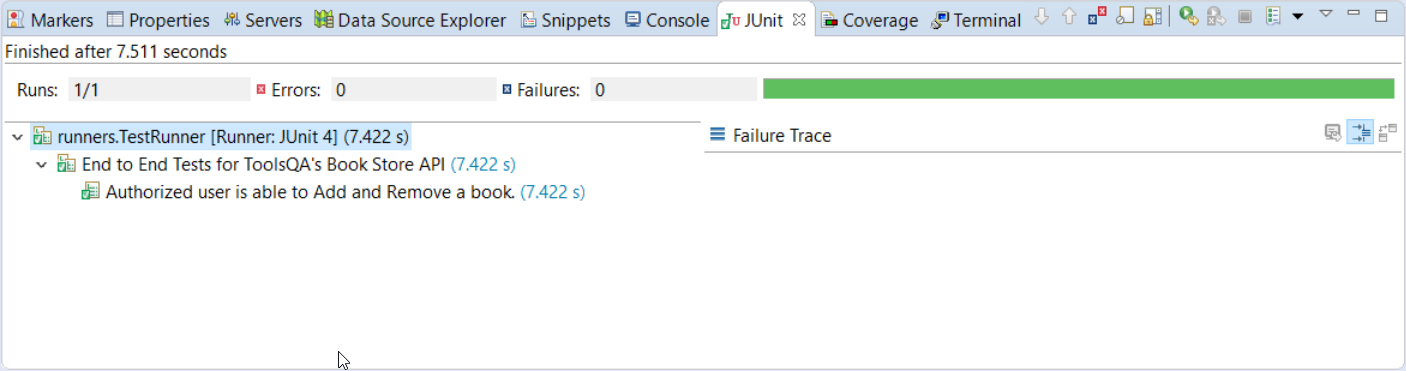 Markers Properties Servers Data Source Explorer Snippets Console JUnit Coverage Terminal
Finished after 7.511 seconds
Runs: 1/1 Errors: 0 Failures: 0
runners.TestRunner [Runner: JUnit 4] (7.422 s)
Failure Trace
End to End Tests for ToolsQA's Book Store API (7.422 s)
Authorized user is able to Add and Remove a book. (7.422 s)